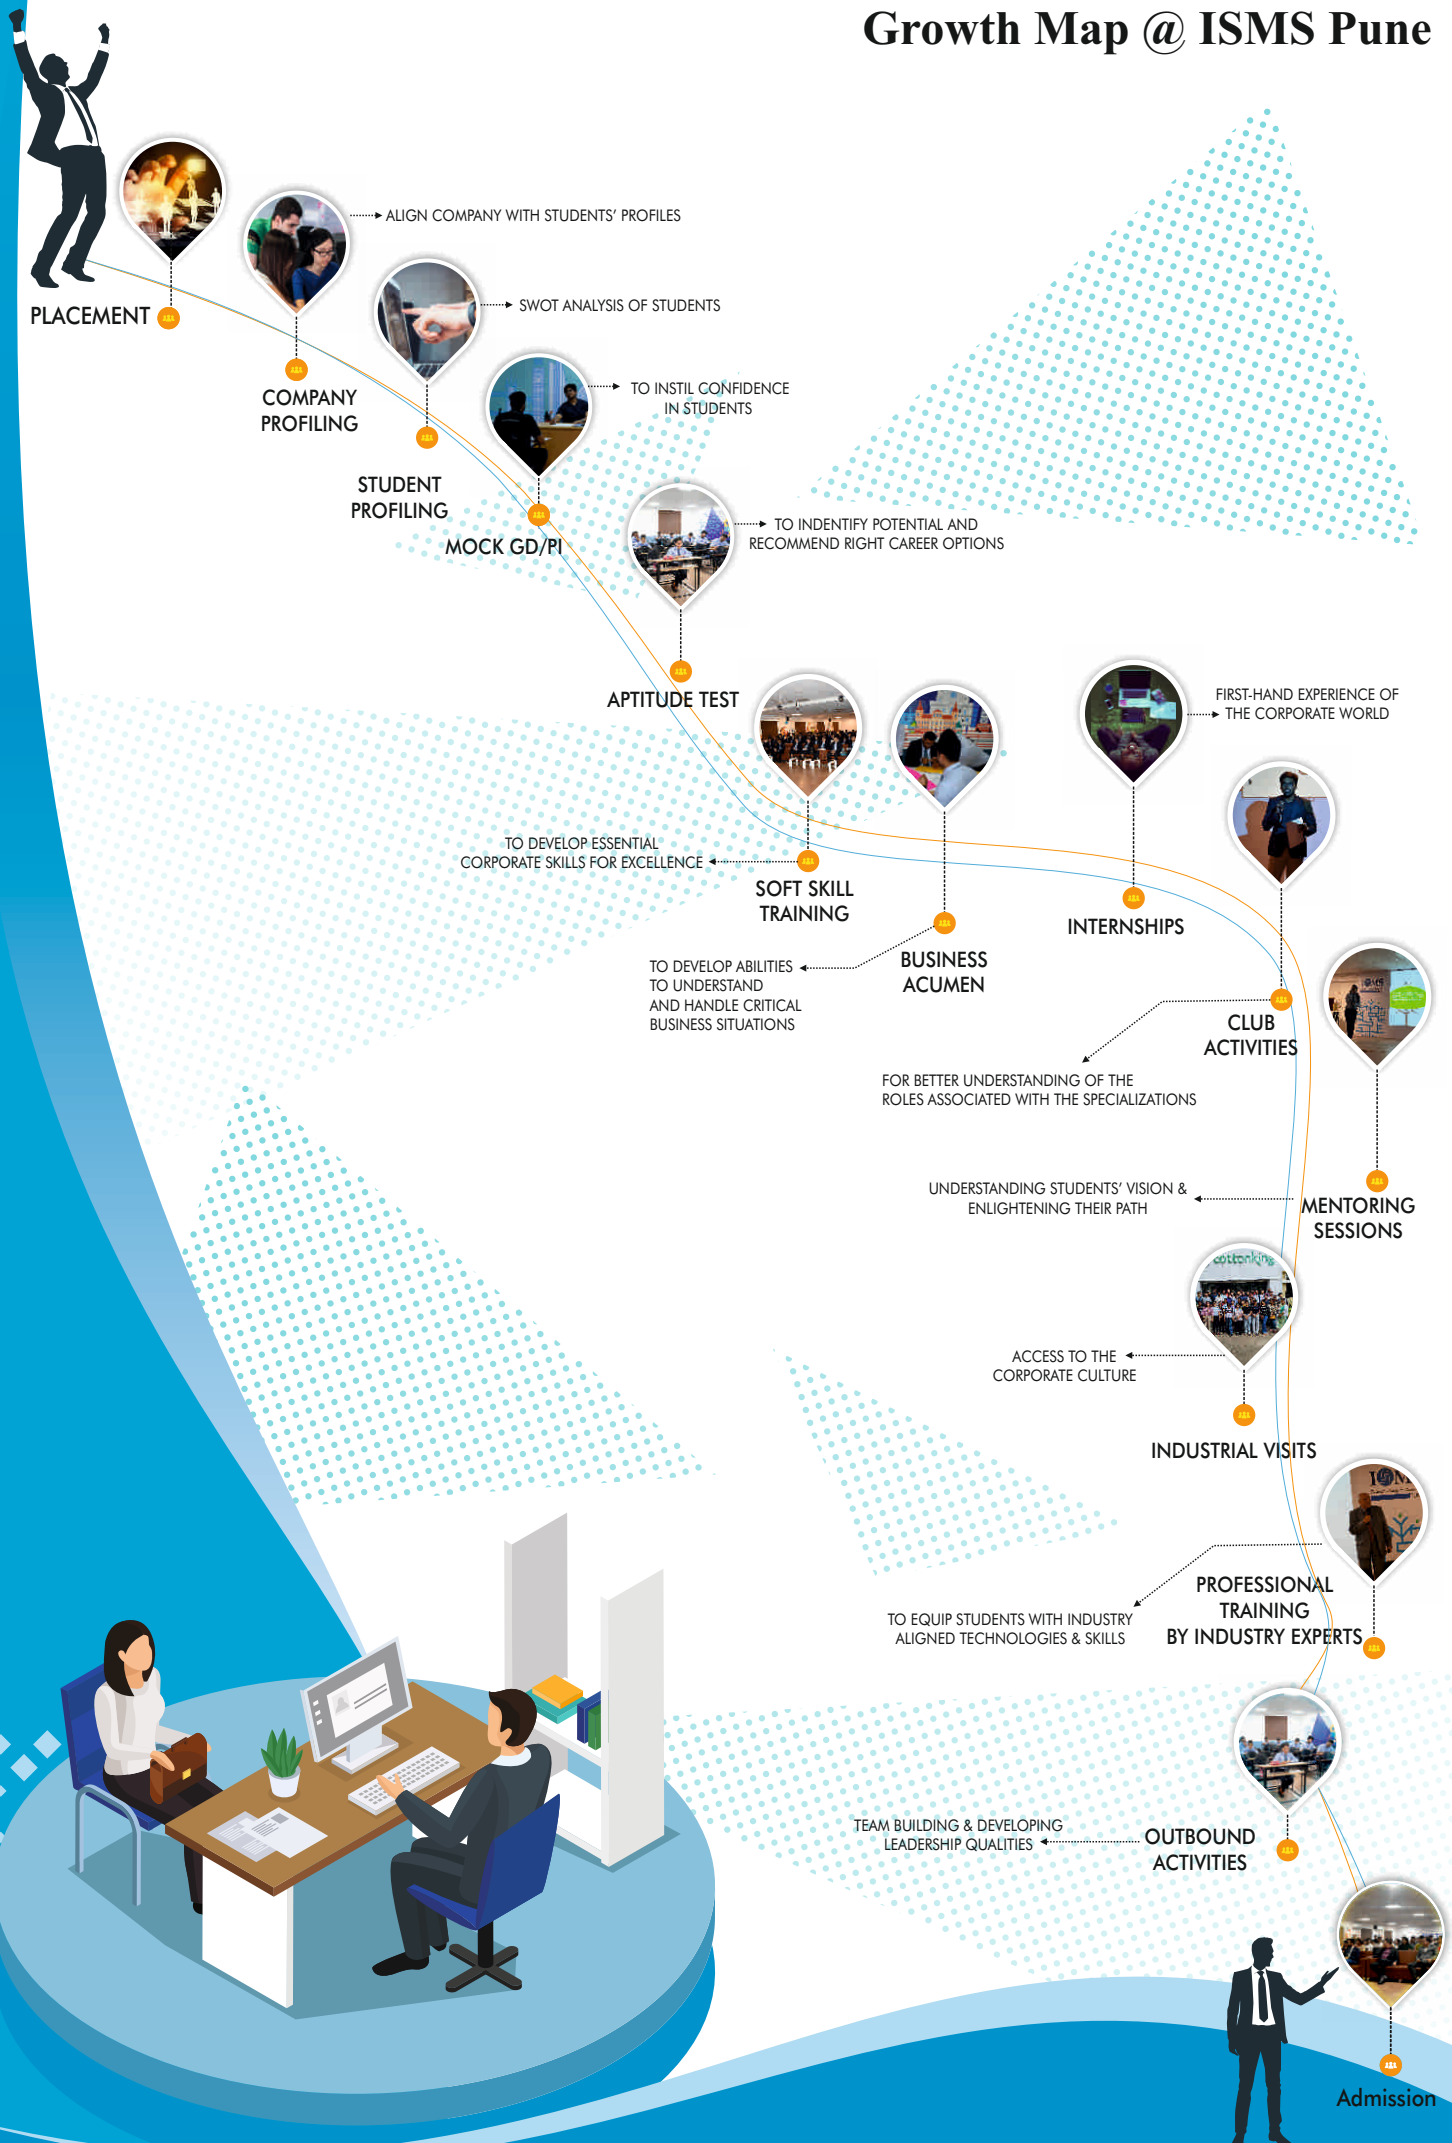 Growth Map @ ISMS Pune
ALIGN COMPANY WITH STUDENTS' PROFILES
PLACEMENT
SWOT ANALYSIS OF STUDENTS
COMPANY
PROFILING
TO INSTIL CONFIDENCE
IN STUDENTS
STUDENT
PROFILING
MOCK GD/PI
TO INDENTIFY POTENTIAL AND
RECOMMEND RIGHT CAREER OPTIONS
APTITUDE TEST
FIRST-HAND EXPERIENCE OF
THE CORPORATE WORLD
TO DEVELOP ESSENTIAL
CORPORATE SKILLS FOR EXCELLENCE
SOFT SKILL
TRAINING
INTERNSHIPS
BUSINESS
ACUMEN
TO DEVELOP ABILITIES
TO UNDERSTAND
AND HANDLE CRITICAL
BUSINESS SITUATIONS
CLUB
ACTIVITIES
FOR BETTER UNDERSTANDING OF THE
ROLES ASSOCIATED WITH THE SPECIALIZATIONS
UNDERSTANDING STUDENTS' VISION &
ENLIGHTENING THEIR PATH
MENTORING
SESSIONS
cottonking
ACCESS TO THE
CORPORATE CULTURE
INDUSTRIAL VISITS
PROFESSIONAL
TRAINING
BY INDUSTRY EXPERTS
TO EQUIP STUDENTS WITH INDUSTRY
ALIGNED TECHNOLOGIES & SKILLS
TEAM BUILDING & DEVELOPING
LEADERSHIP QUALITIES
OUTBOUND
ACTIVITIES
Admission